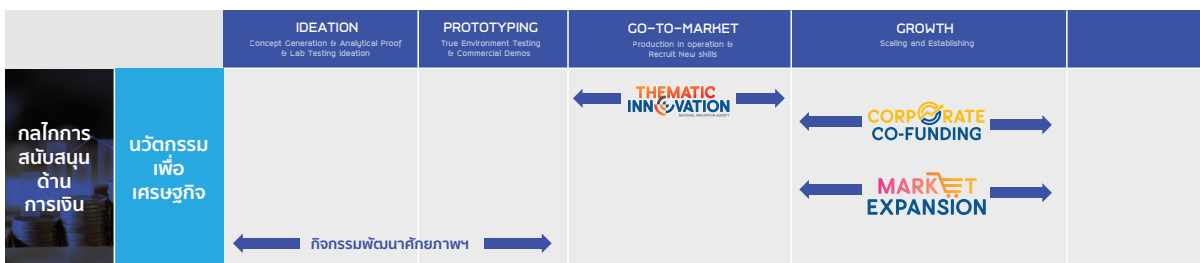 IDEATION
Concept Generation & Analytical Proof
& Lab Testing ideation
PROTOTYPING
True Environment Testing
& Commercial Demos
GO-TO-MARKET
Production in operation &
Recruit New skills
GROWTH
Scaling and Establishing
กลไกการ
สนับสนุน
ด้าน
การเงิน
นวัตกรรม
เพื่อ
เศรษฐกิจ
THEMATIC
INNOVATION
NATIONAL INNOVATION AGENCY
CORPORATE
CO-FUNDING
MARKET
EXPANSION
กิจกรรมพัฒนาศักยภาพฯ